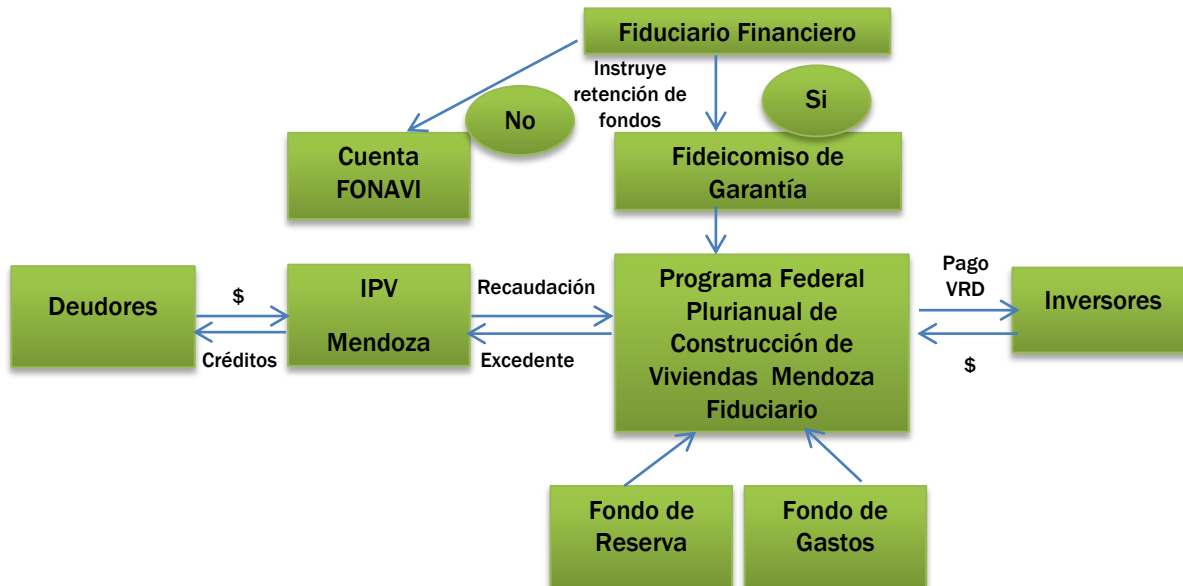 Fiduciario Financiero
Instruye
retención de
fondos
No
Si
Cuenta
FONAVI
Fideicomiso de
Garantía
Deudores
$
Créditos
IPV
Mendoza
Recaudación
Excedente
Programa Federal
Plurianual de
Construcción de
Viviendas Mendoza
Fiduciario
Pago
VRD
$
Inversores
Fondo de
Reserva
Fondo de
Gastos